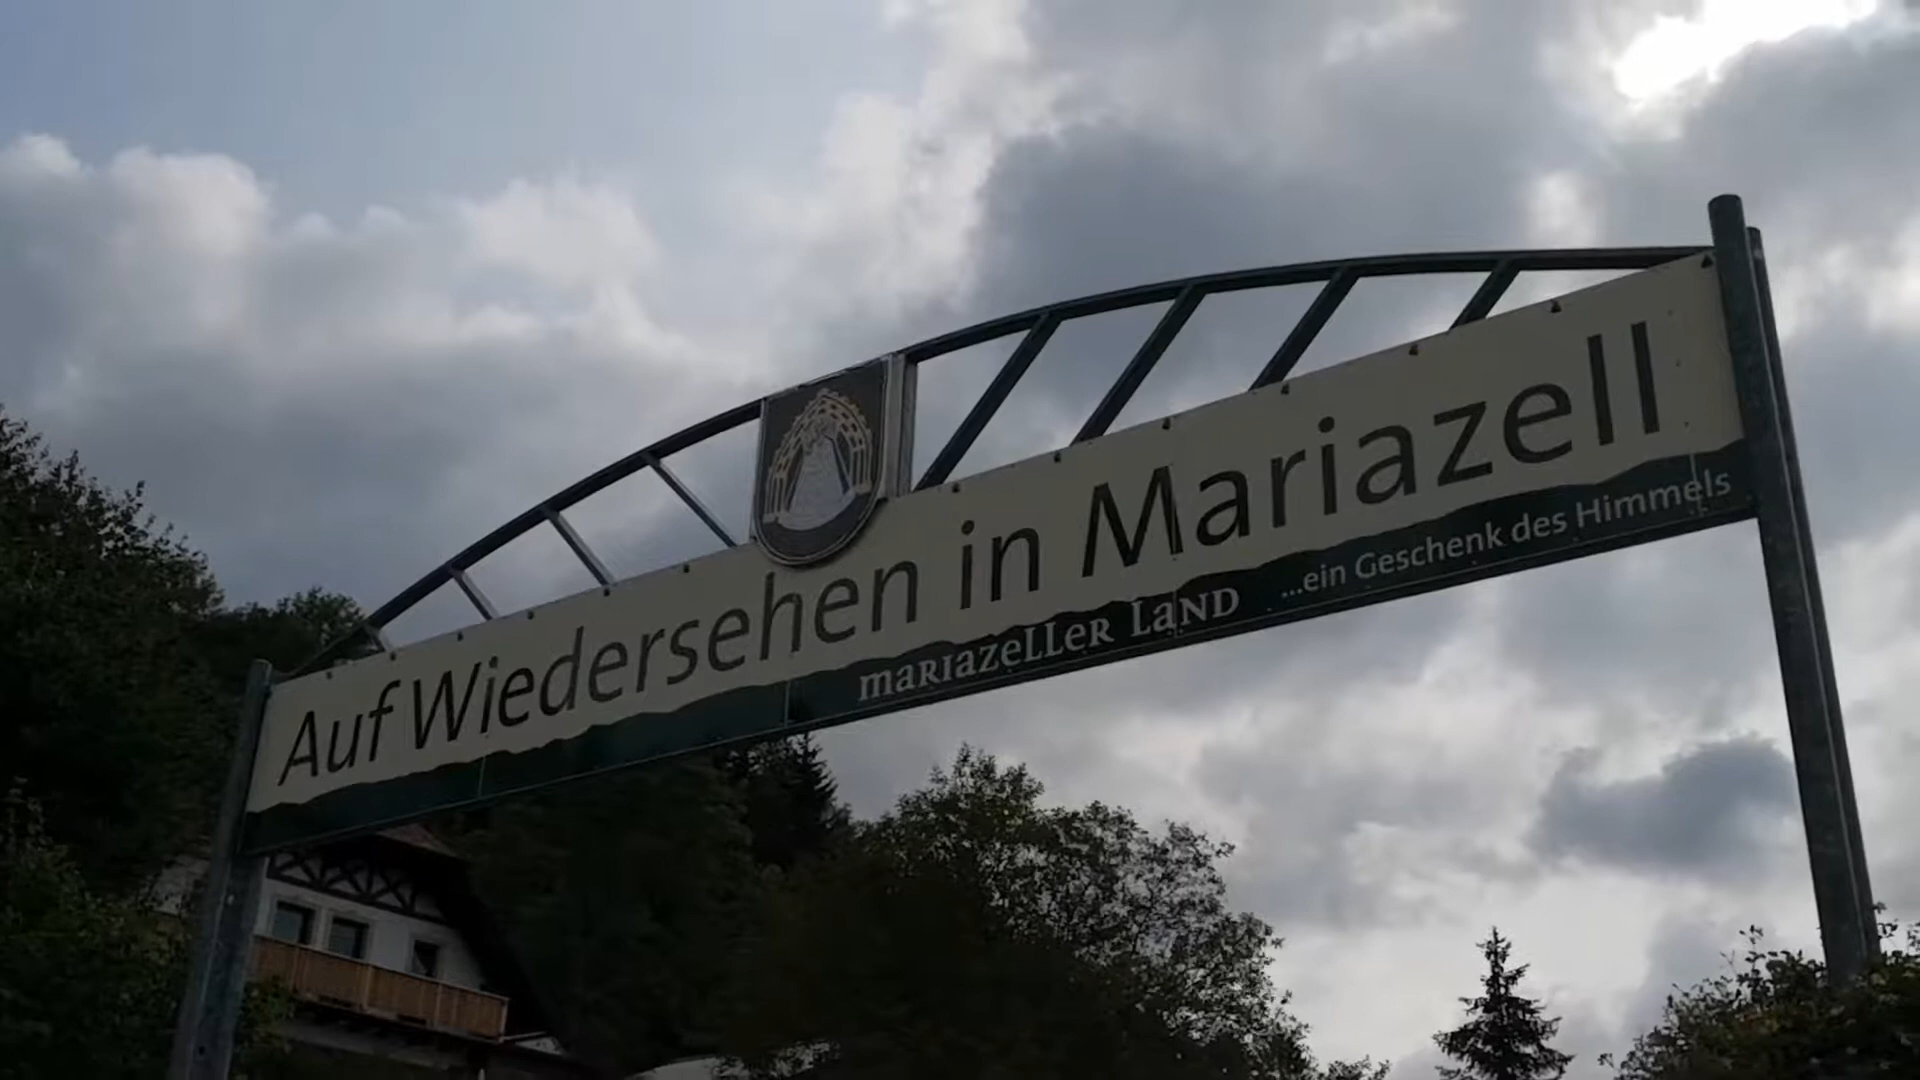 Auf Wiedersehen in Mariazell
mariazeller Land ...ein Geschenk des Himmels